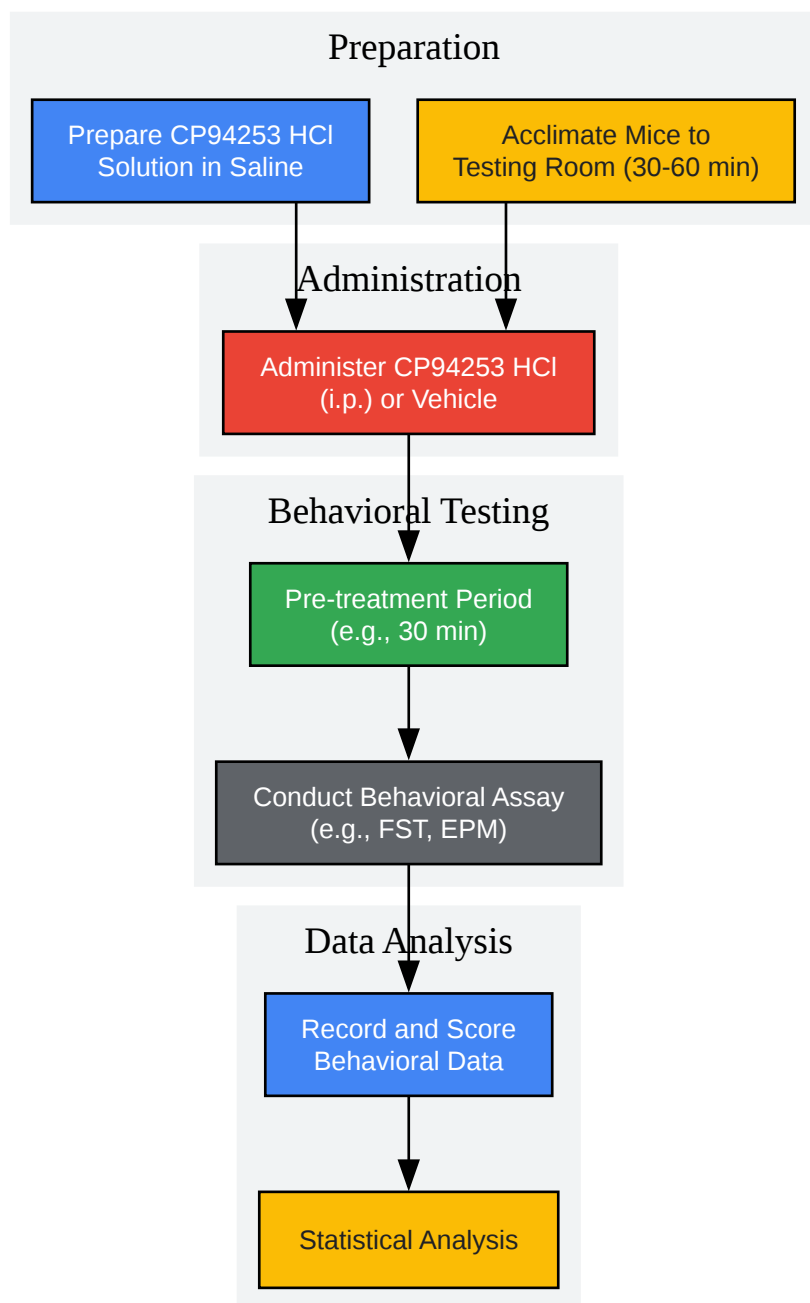 Preparation
Prepare CP94253 HCl
Solution in Saline
Acclimate Mice to
Testing Room (30-60 min)
Administration
Administer CP94253 HCl
(i.p.) or Vehicle
Behavioral Testing
Pre-treatment Period
(e.g., 30 min)
Conduct Behavioral Assay
(e.g., FST, EPM)
Data Analysis
Record and Score
Behavioral Data
Statistical Analysis